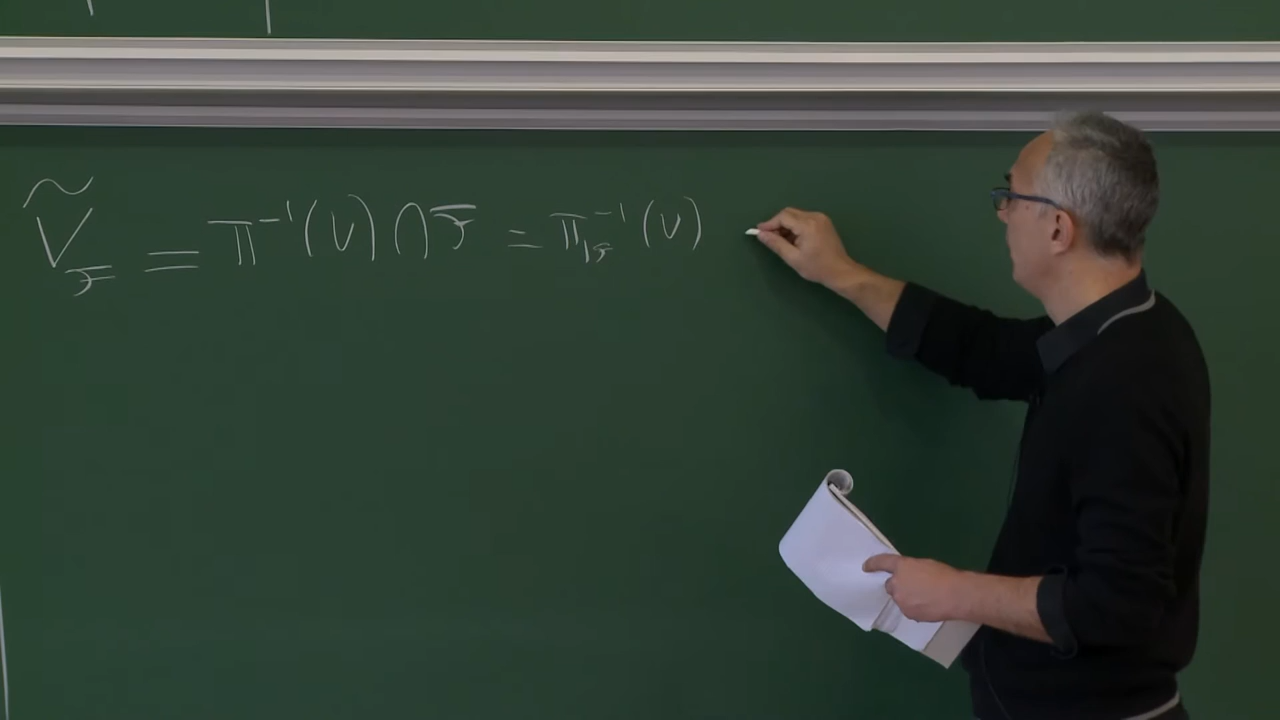 Ṽ_ℱ = π⁻¹(V) ∩ ℱ = π_{|ℱ}⁻¹(V)